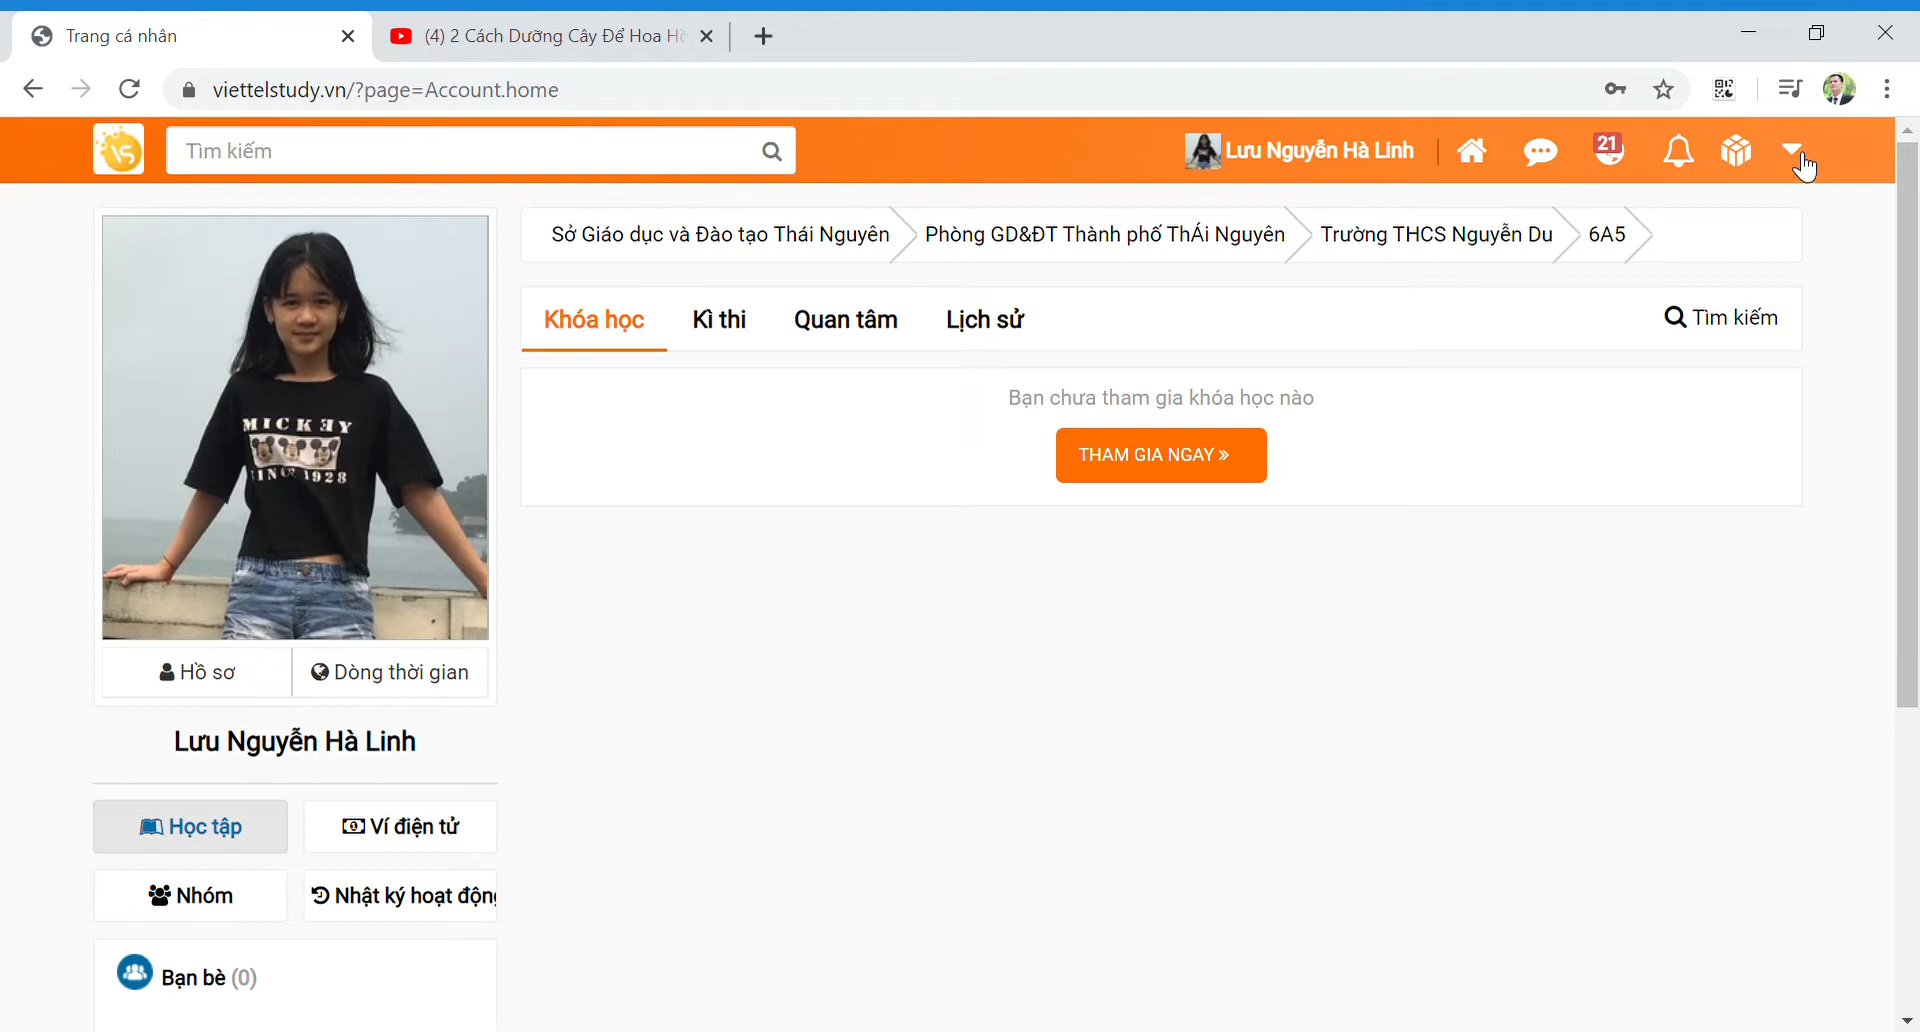 Trang cá nhân
(4) 2 Cách Dưỡng Cây Để Hoa Hồ
viettelstudy.vn/?page=Account.home
Tìm kiếm
Lưu Nguyễn Hà Linh
21
Sở Giáo dục và Đào tạo Thái Nguyên
Phòng GD&ĐT Thành phố ThÁi Nguyên
Trường THCS Nguyễn Du
6A5
Khóa học
Kì thi
Quan tâm
Lịch sử
Tìm kiếm
Bạn chưa tham gia khóa học nào
THAM GIA NGAY »
MICKEY
SINCE 1928
Hồ sơ
Dòng thời gian
Lưu Nguyễn Hà Linh
Học tập
Ví điện tử
Nhóm
Nhật ký hoạt động
Bạn bè (0)